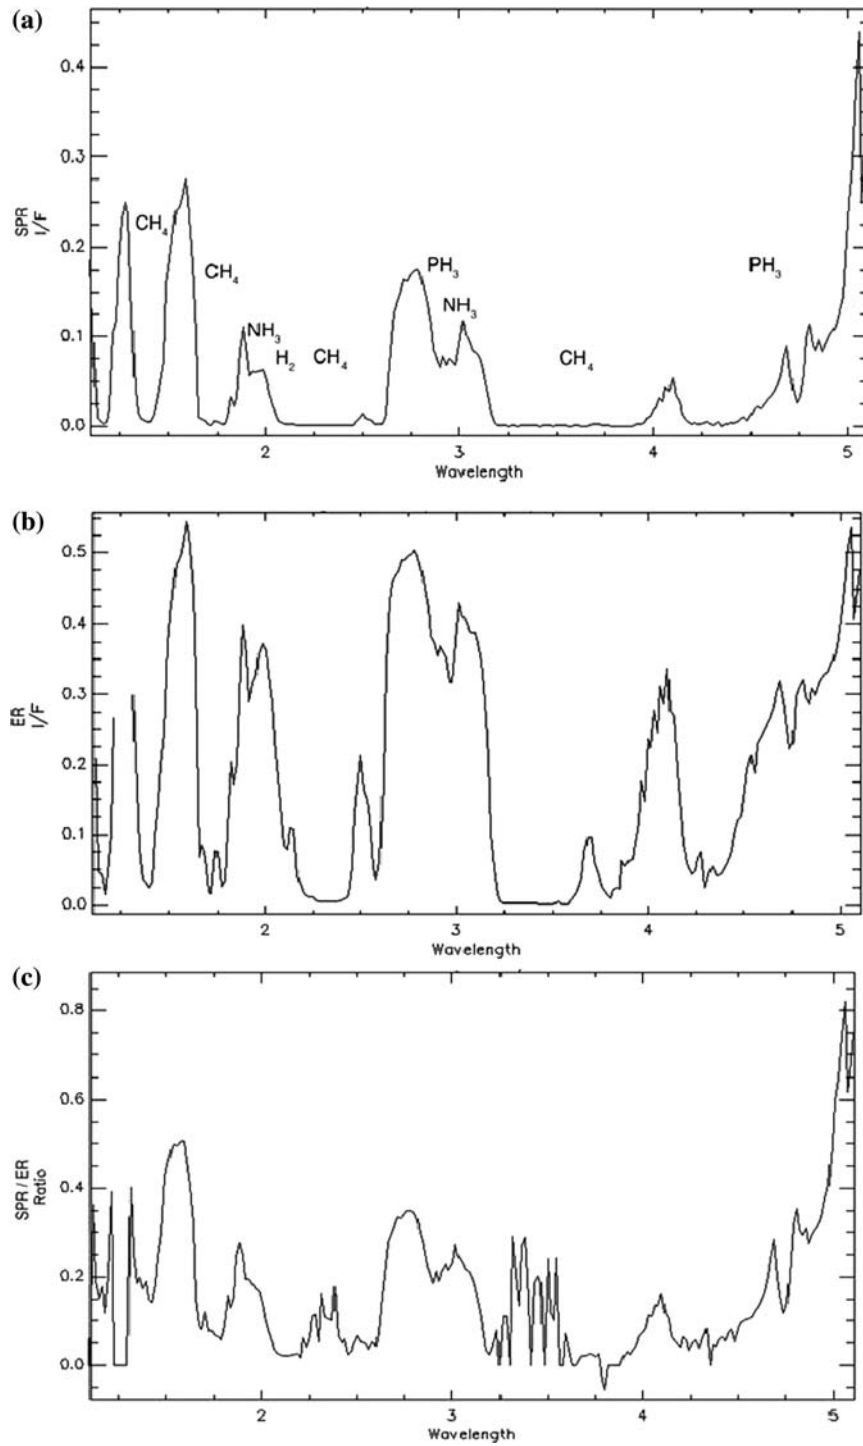 (a)
0.4
0.3
0.2
0.1
0.0
SPR
I/F
CH4
CH4
NH3
H2
CH4
PH3
NH3
CH4
PH3
2 3 4 5
Wavelength
(b)
0.5
0.4
0.3
0.2
0.1
0.0
ER
I/F
2 3 4 5
Wavelength
(c)
0.8
0.6
0.4
0.2
0.0
SPR/ER
Ratio
2 3 4 5
Wavelength